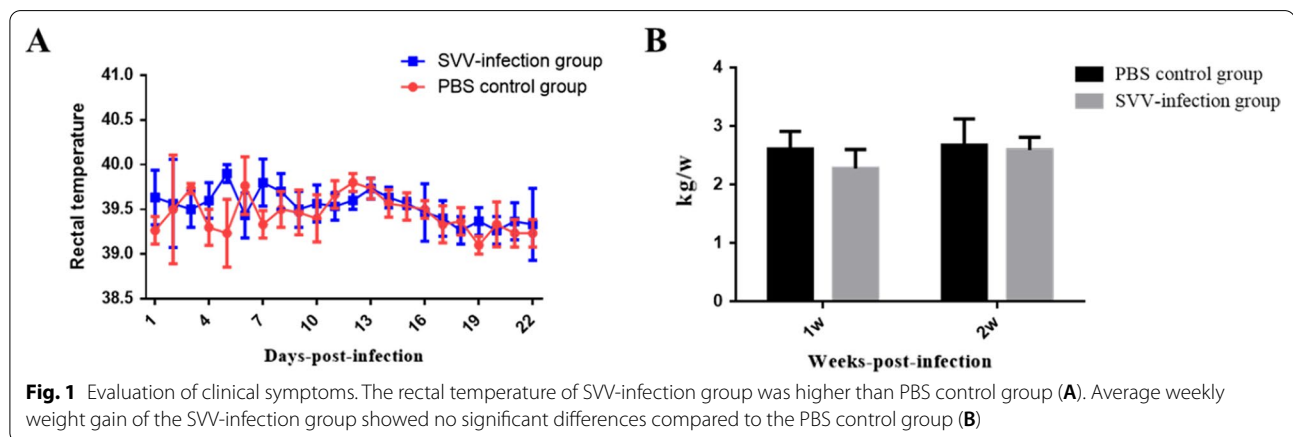 A
SVV-infection group
PBS control group
41.0
40.5
40.0
39.5
39.0
38.5
Rectal temperature
1
4
7
10
13
16
19
22
Days-post-infection
B
PBS control group
SVV-infection group
4
3
2
1
0
kg/w
1w
2w
Weeks-post-infection
Fig. 1 Evaluation of clinical symptoms. The rectal temperature of SVV-infection group was higher than PBS control group (A). Average weekly
weight gain of the SVV-infection group showed no significant differences compared to the PBS control group (B)